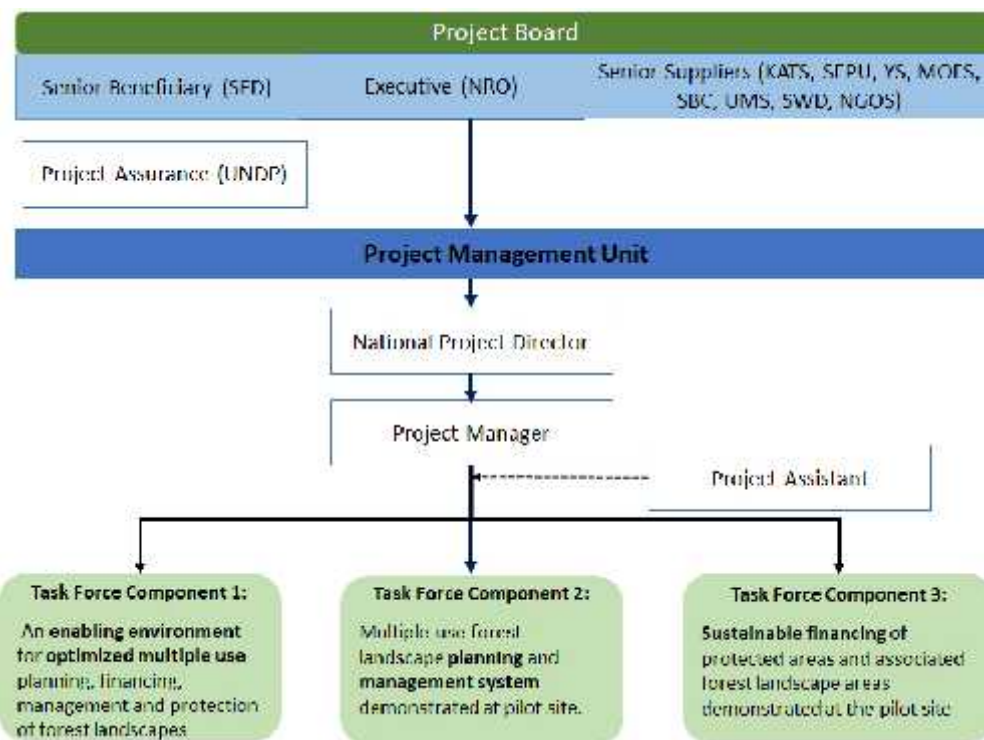 Project Board
Senior Beneficiary (SFD)
Executive (NRO)
Senior Suppliers (KATS, SEPU, YS, MOES,
SBC, UMS, SWD, NGOS)
Project Assurance (UNDP)
Project Management Unit
National Project Director
Project Manager
Project Assistant
Task Force Component 1:
An enabling environment
for optimized multiple use
planning, financing,
management and protection
of forest landscapes
Task Force Component 2:
Multiple use forest
landscape planning and
management system
demonstrated at pilot site.
Task Force Component 3:
Sustainable financing of
protected areas and associated
forest landscape areas
demonstrated at the pilot site